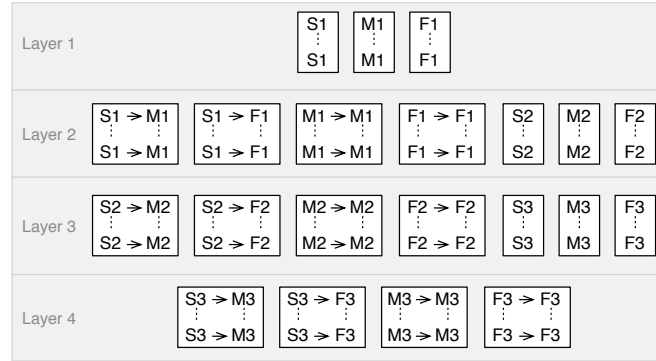 Layer 1
S1 M1 F1
S1 M1 F1
Layer 2
S1 → M1 S1 → F1 M1 → M1 F1 → F1 S2 M2 F2
S1 → M1 S1 → F1 M1 → M1 F1 → F1 S2 M2 F2
Layer 3
S2 → M2 S2 → F2 M2 → M2 F2 → F2 S3 M3 F3
S2 → M2 S2 → F2 M2 → M2 F2 → F2 S3 M3 F3
Layer 4
S3 → M3 S3 → F3 M3 → M3 F3 → F3
S3 → M3 S3 → F3 M3 → M3 F3 → F3